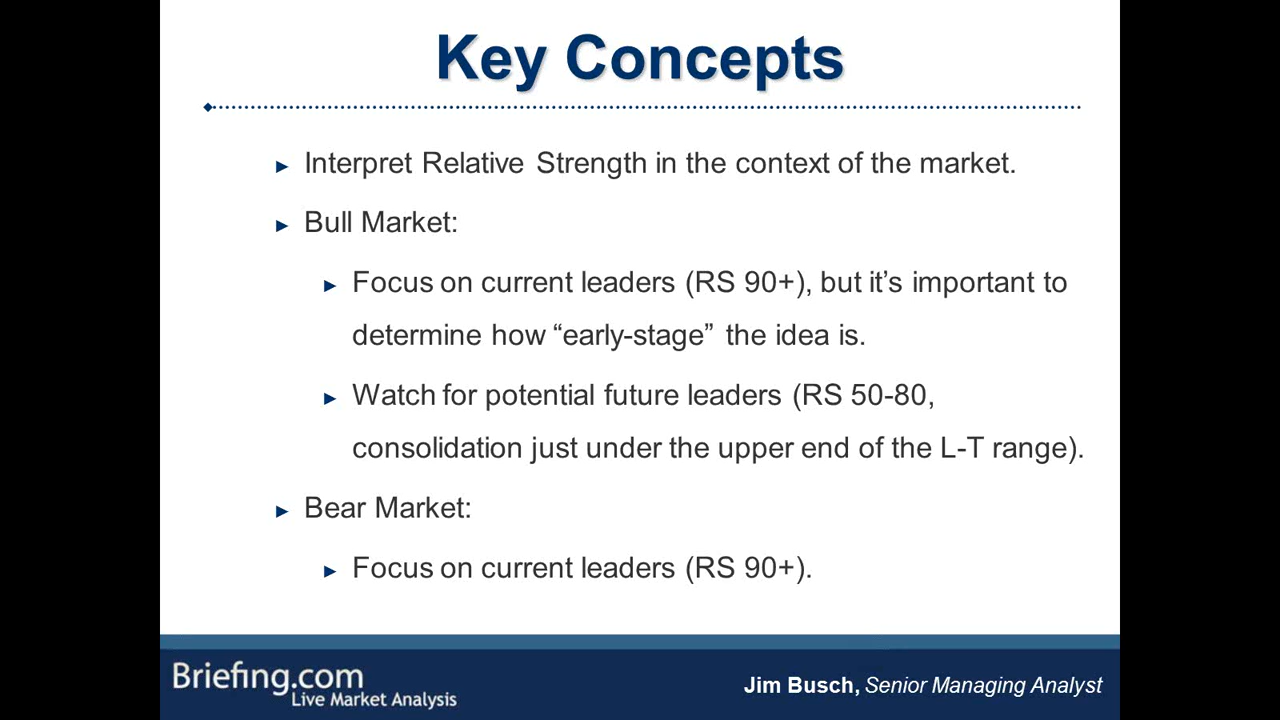 Key Concepts
► Interpret Relative Strength in the context of the market.
► Bull Market:
► Focus on current leaders (RS 90+), but it’s important to
determine how “early-stage” the idea is.
► Watch for potential future leaders (RS 50-80,
consolidation just under the upper end of the L-T range).
► Bear Market:
► Focus on current leaders (RS 90+).
Briefing.com
Live Market Analysis
Jim Busch, Senior Managing Analyst